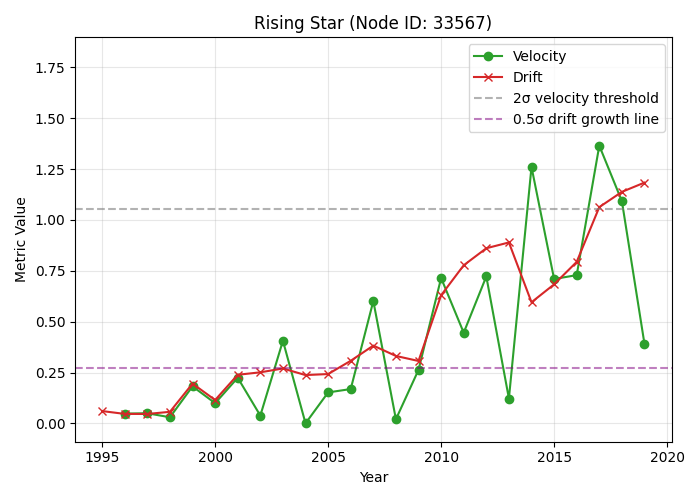 Rising Star (Node ID: 33567)
Velocity
Drift
2σ velocity threshold
0.5σ drift growth line
Metric Value
1.75
1.50
1.25
1.00
0.75
0.50
0.25
0.00
1995
2000
2005
2010
2015
2020
Year